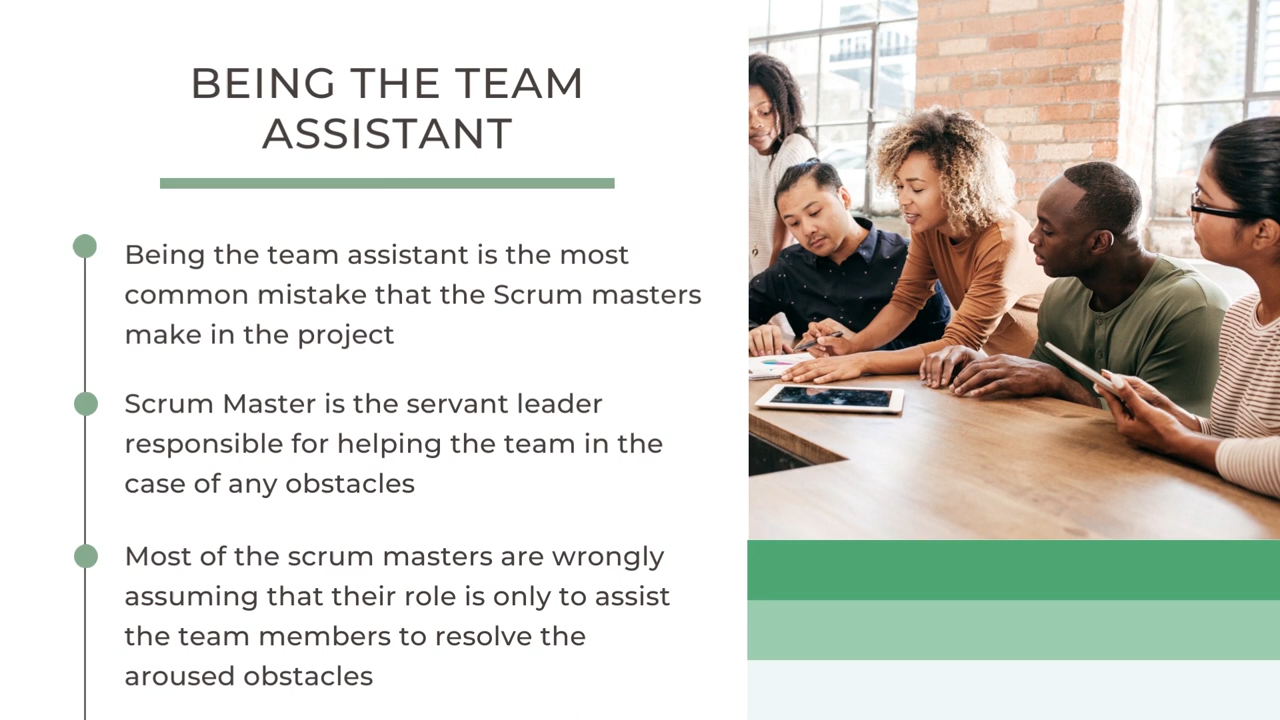 BEING THE TEAM
ASSISTANT
Being the team assistant is the most
common mistake that the Scrum masters
make in the project
Scrum Master is the servant leader
responsible for helping the team in the
case of any obstacles
Most of the scrum masters are wrongly
assuming that their role is only to assist
the team members to resolve the
aroused obstacles